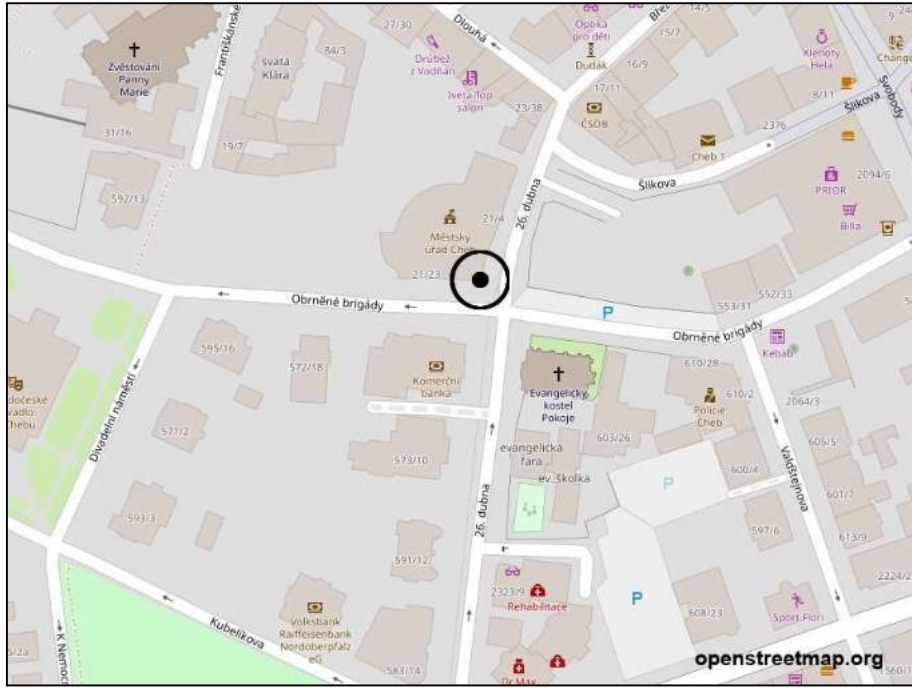 Zvěstování
Panny
Marie
Františkánské
svatá
Klára
84/3
27/30
Dlouhá
Drůbež
z Vodňan
Iveta Top
salon
23/38
Optika
pro děti
Dudák
16/9
15/7
17/11
ČSOB
Klenoty
Hela
8/11
Svobody
Šlikova
2376
Cheb 1
31/16
19/7
592/13
26. dubna
21/4
Městský
úřad Cheb
21/23
Šlikova
PRIOR
2094/6
Billa
Obrněné brigády
P
553/31
552/33
Obrněné brigády
Kebab
595/16
572/18
Komerční
banka
Evangelický
kostel
Pokoje
610/28
610/2
Policie
Cheb
2064/3
Divadelní náměstí
571/2
573/10
evangelická
fara
603/26
ev. školka
600/4
605/5
Valdštejnova
P
601/7
593/3
26. dubna
597/6
613/9
591/12
2323/9
Rehabilitace
P
608/23
Sport Flori
Volksbank
Raiffeisenbank
Nordoberpfalz
eG
Kubelíkova
583/14
Dr.Max
openstreetmap.org